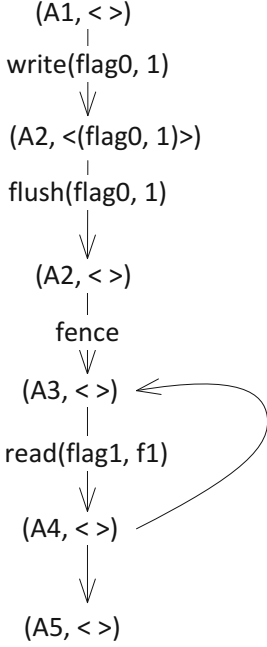 (A1, < >)
write(flag0, 1)
(A2, <(flag0, 1)>)
flush(flag0, 1)
(A2, < >)
fence
(A3, < >)
read(flag1, f1)
(A4, < >)
(A5, < >)